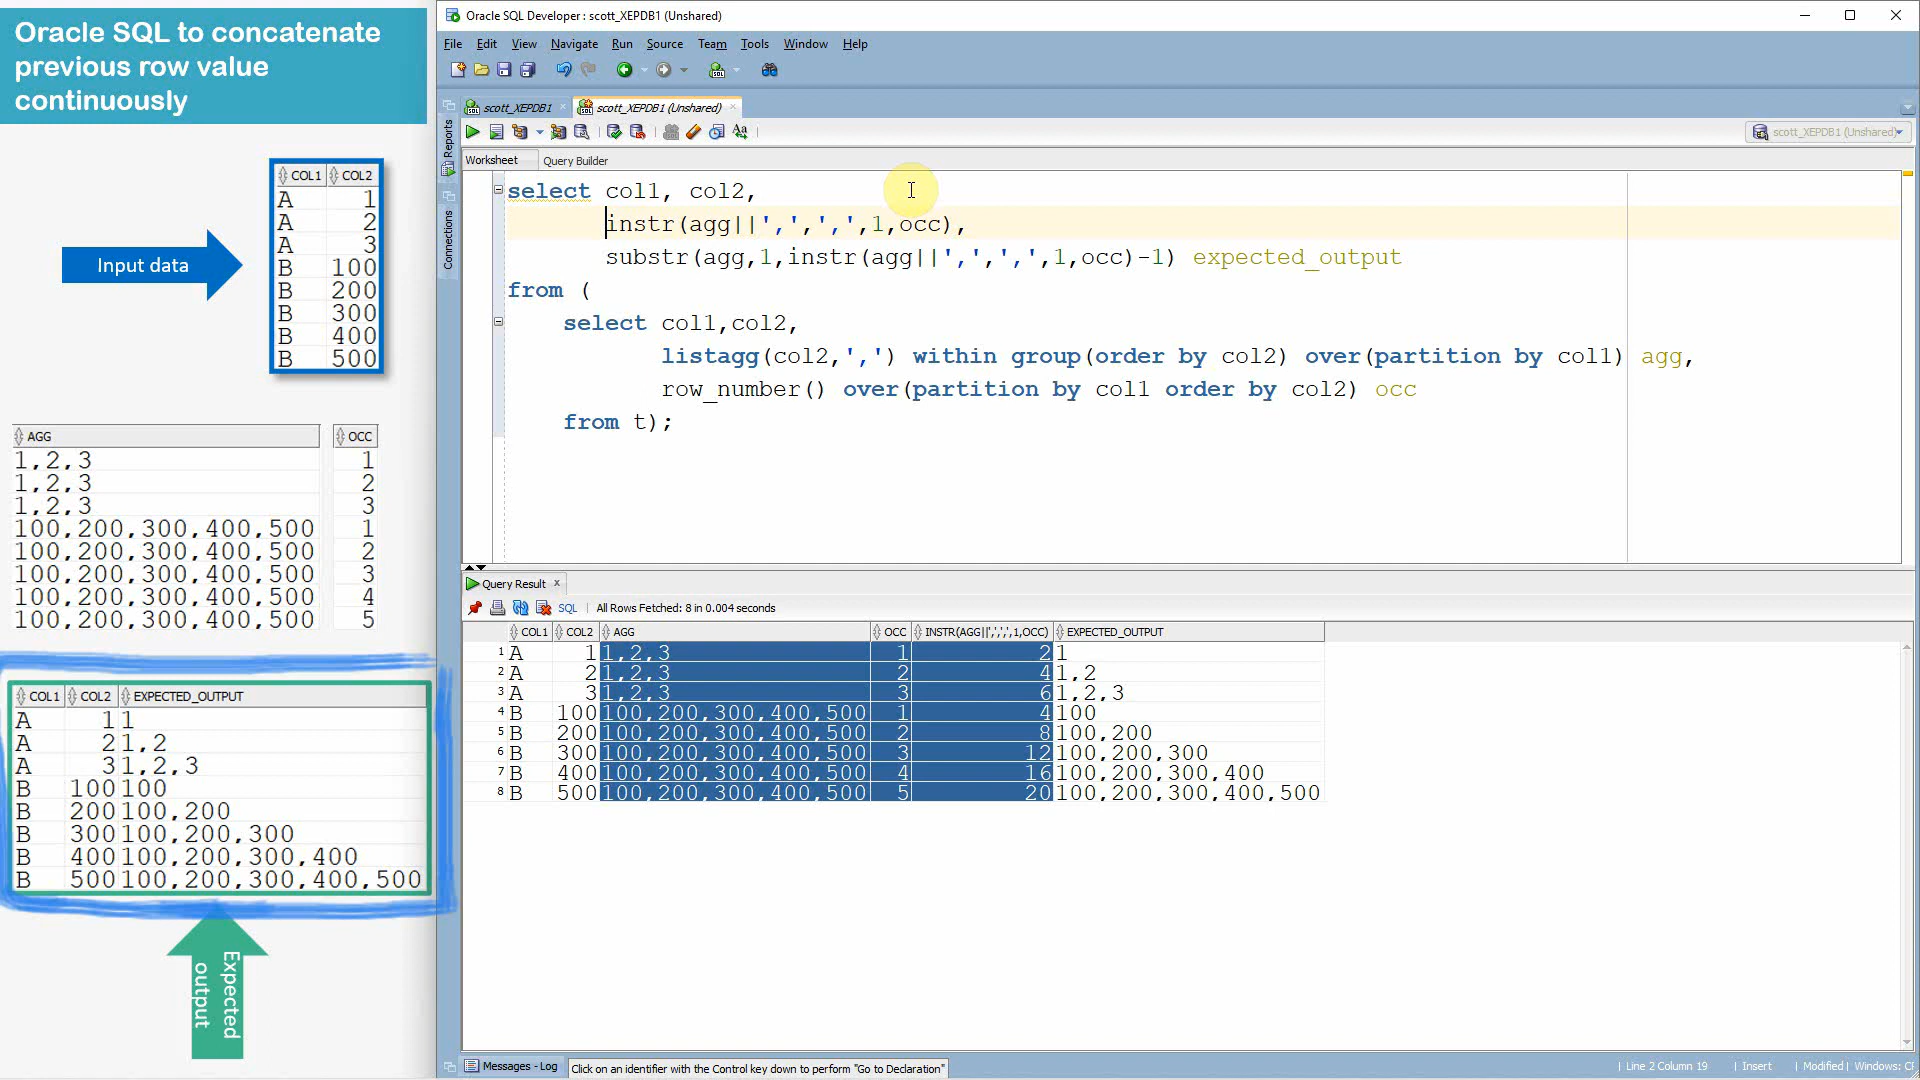 Oracle SQL to concatenate
previous row value
continuously
Input data
COL1 COL2
A 1
A 2
A 3
B 100
B 200
B 300
B 400
B 500
AGG OCC
1,2,3 1
1,2,3 2
1,2,3 3
100,200,300,400,500 1
100,200,300,400,500 2
100,200,300,400,500 3
100,200,300,400,500 4
100,200,300,400,500 5
COL1 COL2 EXPECTED_OUTPUT
A 1 1
A 2 1,2
A 3 1,2,3
B 100 100
B 200 100,200
B 300 100,200,300
B 400 100,200,300,400
B 500 100,200,300,400,500
Expected
output
Oracle SQL Developer : scott_XEPDB1 (Unshared)
File Edit View Navigate Run Source Team Tools Window Help
scott_XEPDB1 scott_XEPDB1 (Unshared)
scott_XEPDB1 (Unshared)
Reports
Connections
Worksheet Query Builder
select col1, col2,
instr(agg||',',',',1,occ),
substr(agg,1,instr(agg||',',',',1,occ)-1) expected_output
from (
select col1,col2,
listagg(col2,',') within group(order by col2) over(partition by col1) agg,
row_number() over(partition by col1 order by col2) occ
from t);
Query Result
SQL All Rows Fetched: 8 in 0.004 seconds
COL1 COL2 AGG OCC INSTR(AGG||',',',',1,OCC) EXPECTED_OUTPUT
1 A 1 1,2,3 1 2 1
2 A 2 1,2,3 2 4 1,2
3 A 3 1,2,3 3 6 1,2,3
4 B 100 100,200,300,400,500 1 4 100
5 B 200 100,200,300,400,500 2 8 100,200
6 B 300 100,200,300,400,500 3 12 100,200,300
7 B 400 100,200,300,400,500 4 16 100,200,300,400
8 B 500 100,200,300,400,500 5 20 100,200,300,400,500
Messages - Log Click on an identifier with the Control key down to perform "Go to Declaration"
Line 2 Column 19 Insert Modified Windows: